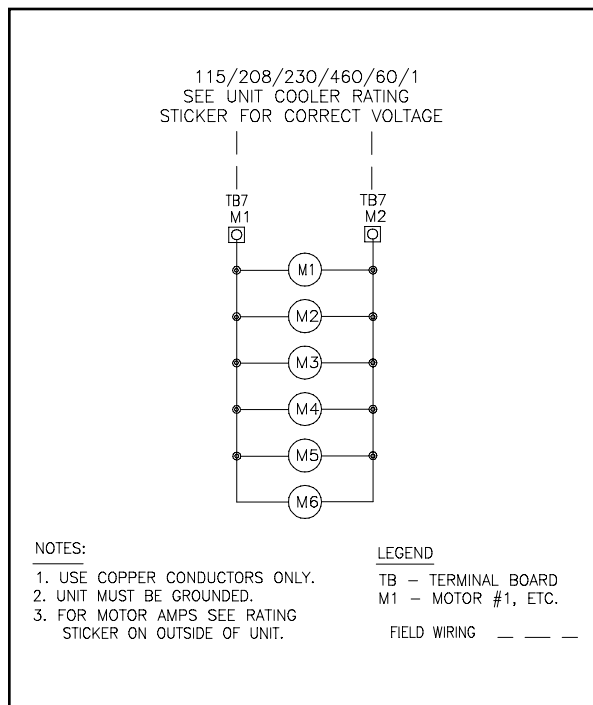 115/208/230/460/60/1
SEE UNIT COOLER RATING
STICKER FOR CORRECT VOLTAGE
TB7 TB7
M1 M2
M1
M2
M3
M4
M5
M6
NOTES:
1. USE COPPER CONDUCTORS ONLY.
2. UNIT MUST BE GROUNDED.
3. FOR MOTOR AMPS SEE RATING
STICKER ON OUTSIDE OF UNIT.
LEGEND
TB – TERMINAL BOARD
M1 – MOTOR #1, ETC.
FIELD WIRING